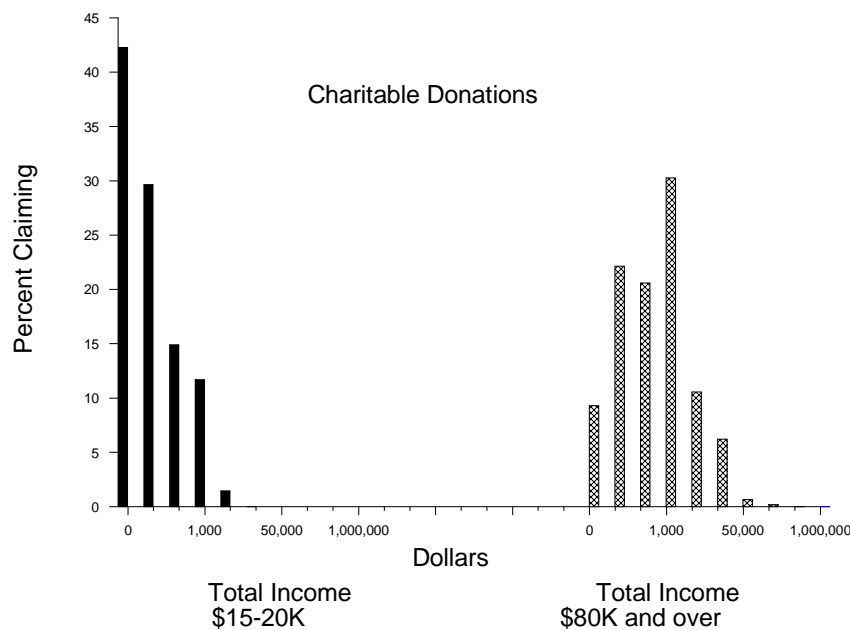 Charitable Donations
Percent Claiming
45
40
35
30
25
20
15
10
5
0
0 1,000 50,000 1,000,000 0 1,000 50,000 1,000,000
Dollars
Total Income Total Income
$15-20K $80K and over